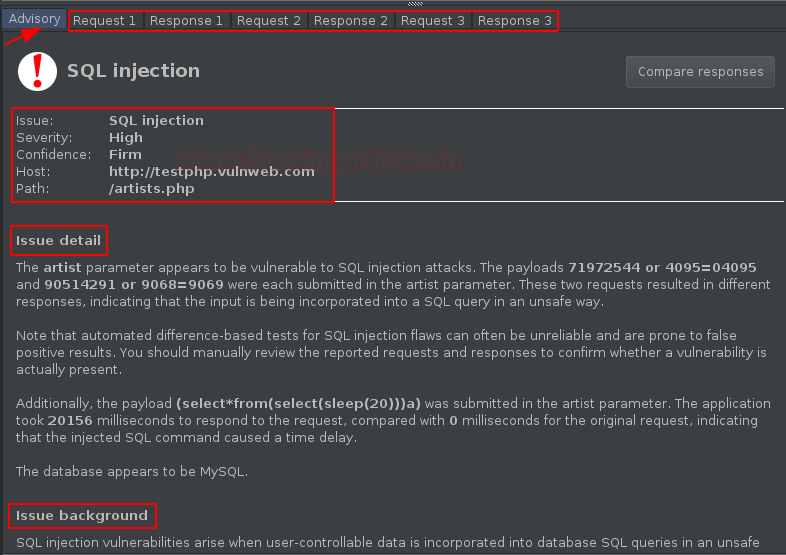 Advisory Request 1 Response 1 Request 2 Response 2 Request 3 Response 3
SQL injection
Compare responses
Issue: SQL injection
Severity: High
Confidence: Firm
Host: http://testphp.vulnweb.com
Path: /artists.php
Issue detail
The artist parameter appears to be vulnerable to SQL injection attacks. The payloads 71972544 or 4095=04095
and 90514291 or 9068=9069 were each submitted in the artist parameter. These two requests resulted in different
responses, indicating that the input is being incorporated into a SQL query in an unsafe way.
Note that automated difference-based tests for SQL injection flaws can often be unreliable and are prone to false
positive results. You should manually review the reported requests and responses to confirm whether a vulnerability is
actually present.
Additionally, the payload (select*from(select(sleep(20)))a) was submitted in the artist parameter. The application
took 20156 milliseconds to respond to the request, compared with 0 milliseconds for the original request, indicating
that the injected SQL command caused a time delay.
The database appears to be MySQL.
Issue background
SQL injection vulnerabilities arise when user-controllable data is incorporated into database SQL queries in an unsafe